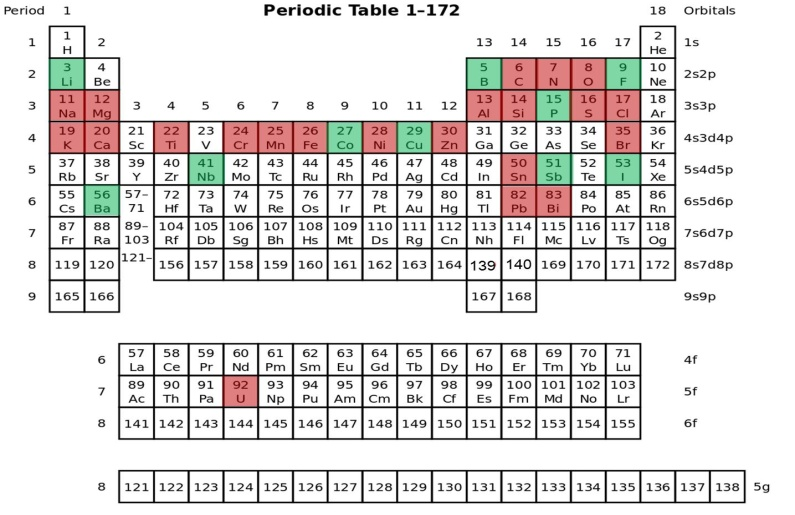 Periodic Table 1–172
Period 1 18 Orbitals
1 1 2 13 14 15 16 17 2 1s
H He
2 3 4 5 6 7 8 9 10 2s2p
Li Be B C N O F Ne
3 11 12 3 4 5 6 7 8 9 10 11 12 13 14 15 16 17 18 3s3p
Na Mg Al Si P S Cl Ar
4 19 20 21 22 23 24 25 26 27 28 29 30 31 32 33 34 35 36 4s3d4p
K Ca Sc Ti V Cr Mn Fe Co Ni Cu Zn Ga Ge As Se Br Kr
5 37 38 39 40 41 42 43 44 45 46 47 48 49 50 51 52 53 54 5s4d5p
Rb Sr Y Zr Nb Mo Tc Ru Rh Pd Ag Cd In Sn Sb Te I Xe
6 55 56 57– 72 73 74 75 76 77 78 79 80 81 82 83 84 85 86 6s5d6p
Cs Ba 71 Hf Ta W Re Os Ir Pt Au Hg Tl Pb Bi Po At Rn
7 87 88 89– 104 105 106 107 108 109 110 111 112 113 114 115 116 117 118 7s6d7p
Fr Ra 103 Rf Db Sg Bh Hs Mt Ds Rg Cn Nh Fl Mc Lv Ts Og
8 119 120 121– 156 157 158 159 160 161 162 163 164 139 140 169 170 171 172 8s7d8p
9 165 166 167 168 9s9p
6 57 58 59 60 61 62 63 64 65 66 67 68 69 70 71 4f
La Ce Pr Nd Pm Sm Eu Gd Tb Dy Ho Er Tm Yb Lu
7 89 90 91 92 93 94 95 96 97 98 99 100 101 102 103 5f
Ac Th Pa U Np Pu Am Cm Bk Cf Es Fm Md No Lr
8 141 142 143 144 145 146 147 148 149 150 151 152 153 154 155 6f
8 121 122 123 124 125 126 127 128 129 130 131 132 133 134 135 136 137 138 5g